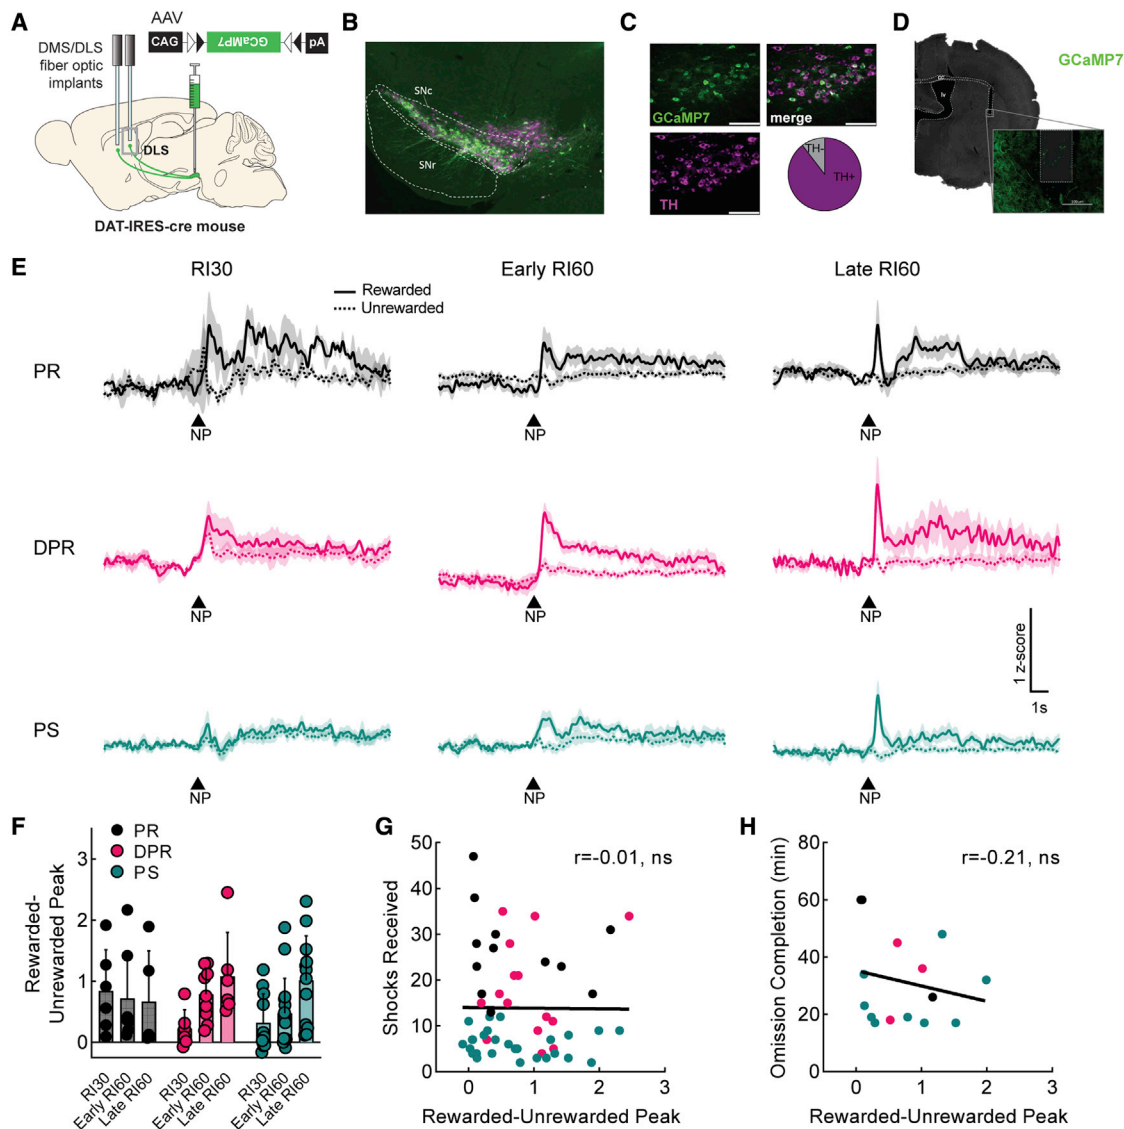 A
AAV
CAG
GCaMP7
pA
DMS/DLS
fiber optic
implants
DLS
DAT-IRES-cre mouse
B
SNc
SNr
C
GCaMP7
merge
TH
TH-
TH+
D
GCaMP7
cc
lv
E
RI30
Early RI60
Late RI60
Rewarded
Unrewarded
PR
NP
NP
NP
DPR
NP
NP
NP
1 z-score
1s
PS
NP
NP
NP
F
PR
DPR
PS
Rewarded-
Unrewarded Peak
3
2
1
0
RI30
Early RI60
Late RI60
RI30
Early RI60
Late RI60
RI30
Early RI60
Late RI60
G
r=-0.01, ns
Shocks Received
50
40
30
20
10
0
0 1 2 3
Rewarded-Unrewarded Peak
H
r=-0.21, ns
Omission Completion (min)
80
60
40
20
0
0 1 2 3
Rewarded-Unrewarded Peak